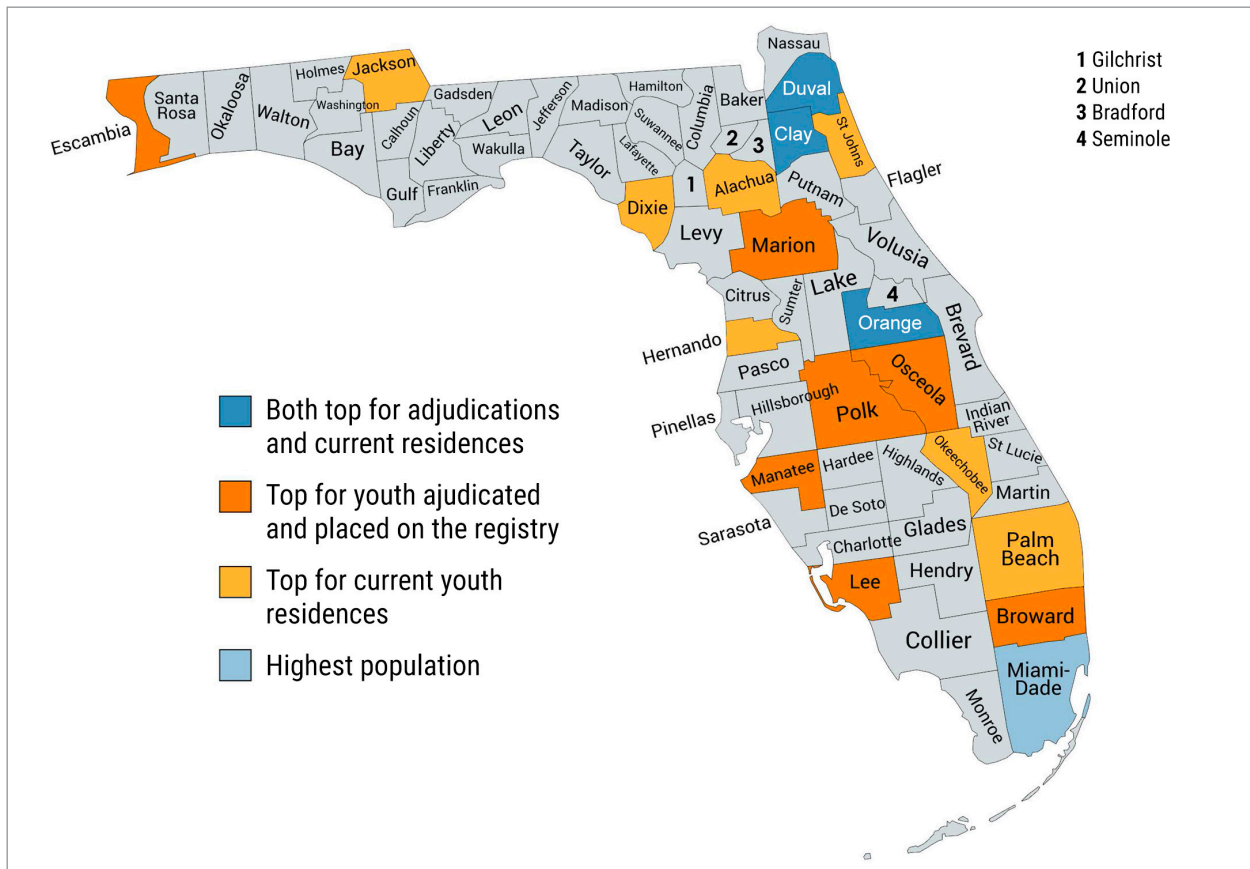 Nassau
1 Gilchrist
2 Union
3 Bradford
4 Seminole
Holmes
Jackson
Santa
Rosa
Okaloosa
Walton
Washington
Escambia
Bay
Calhoun
Gulf
Liberty
Franklin
Gadsden
Leon
Wakulla
Jefferson
Madison
Taylor
Hamilton
Suwannee
Lafayette
Columbia
Baker
Duval
Clay
St Johns
2
3
1
Alachua
Putnam
Flagler
Dixie
Levy
Marion
Volusia
Citrus
Sumter
Lake
4
Orange
Brevard
Hernando
Pasco
Osceola
Pinellas
Hillsborough
Polk
Indian
River
Okeechobee
St Lucie
Manatee
Hardee
Highlands
Martin
De Soto
Sarasota
Glades
Charlotte
Palm
Beach
Lee
Hendry
Broward
Collier
Miami-
Dade
Monroe
Both top for adjudications
and current residences
Top for youth ajudicated
and placed on the registry
Top for current youth
residences
Highest population